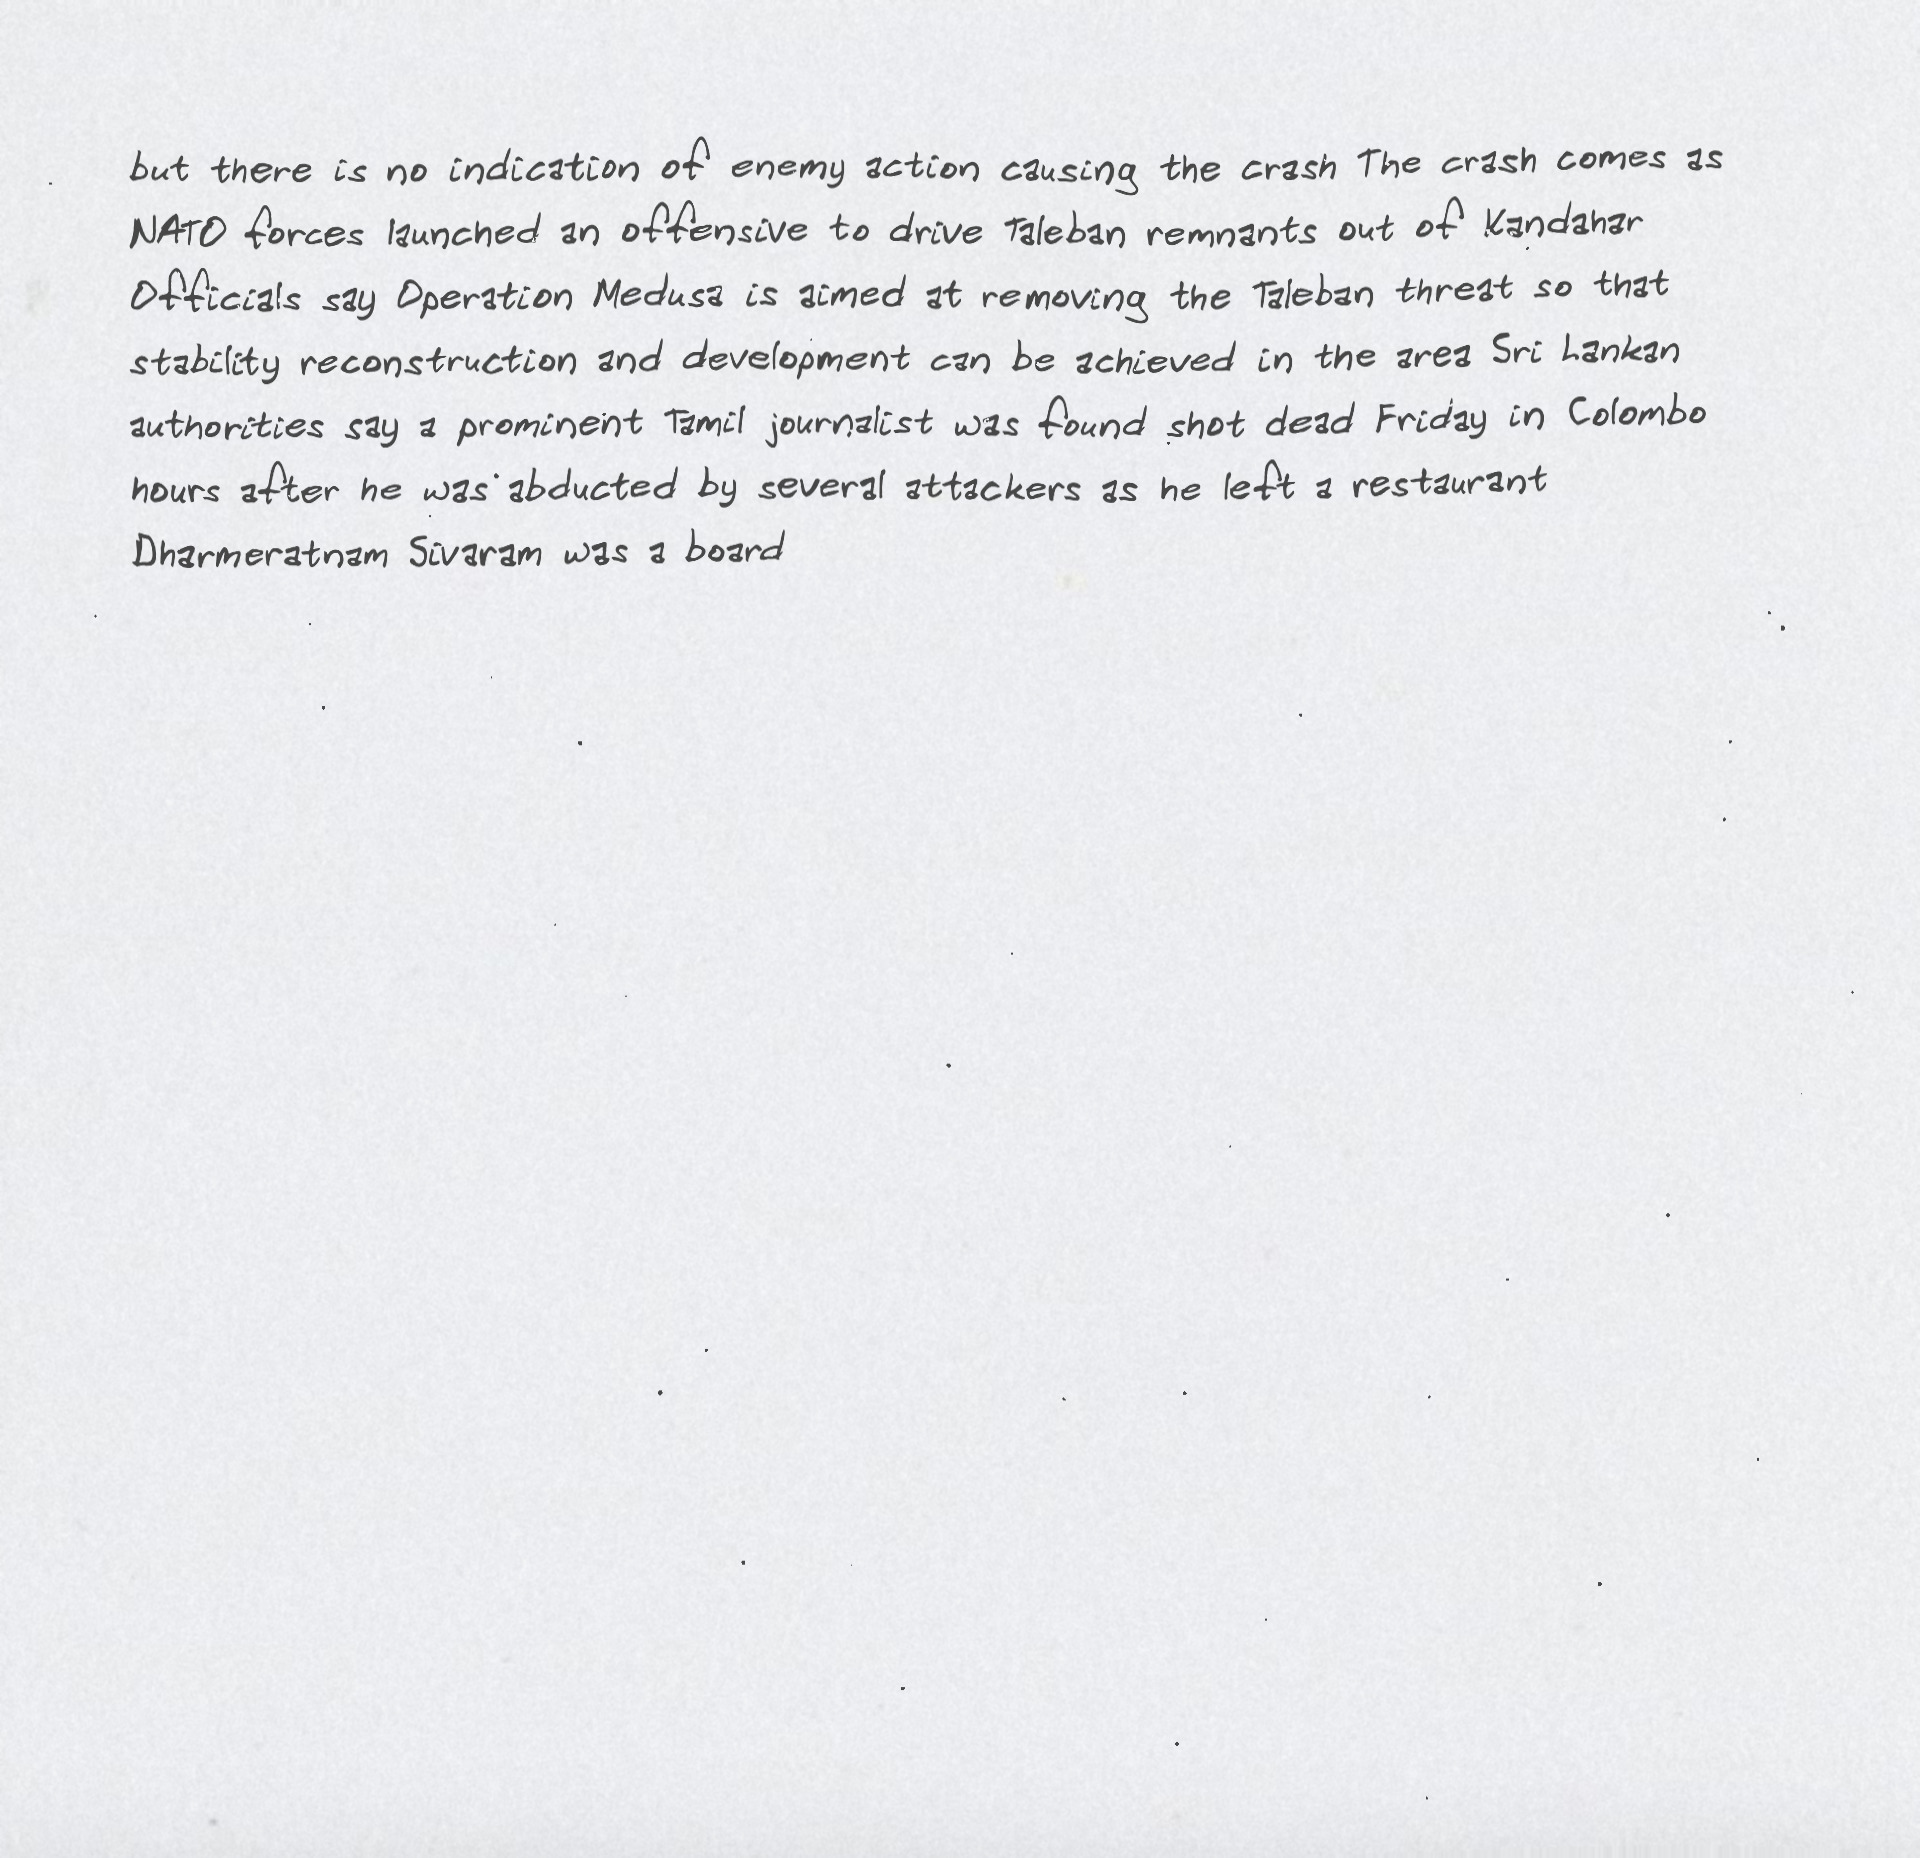 but there is no indication of enemy action causing the crash The crash comes as
NATO forces launched an offensive to drive Taleban remnants out of Kandahar
Officials say Operation Medusa is aimed at removing the Taleban threat so that
stability reconstruction and development can be achieved in the area Sri Lankan
authorities say a prominent Tamil journalist was found shot dead Friday in Colombo
hours after he was abducted by several attackers as he left a restaurant
Dharmeratnam Sivaram was a board